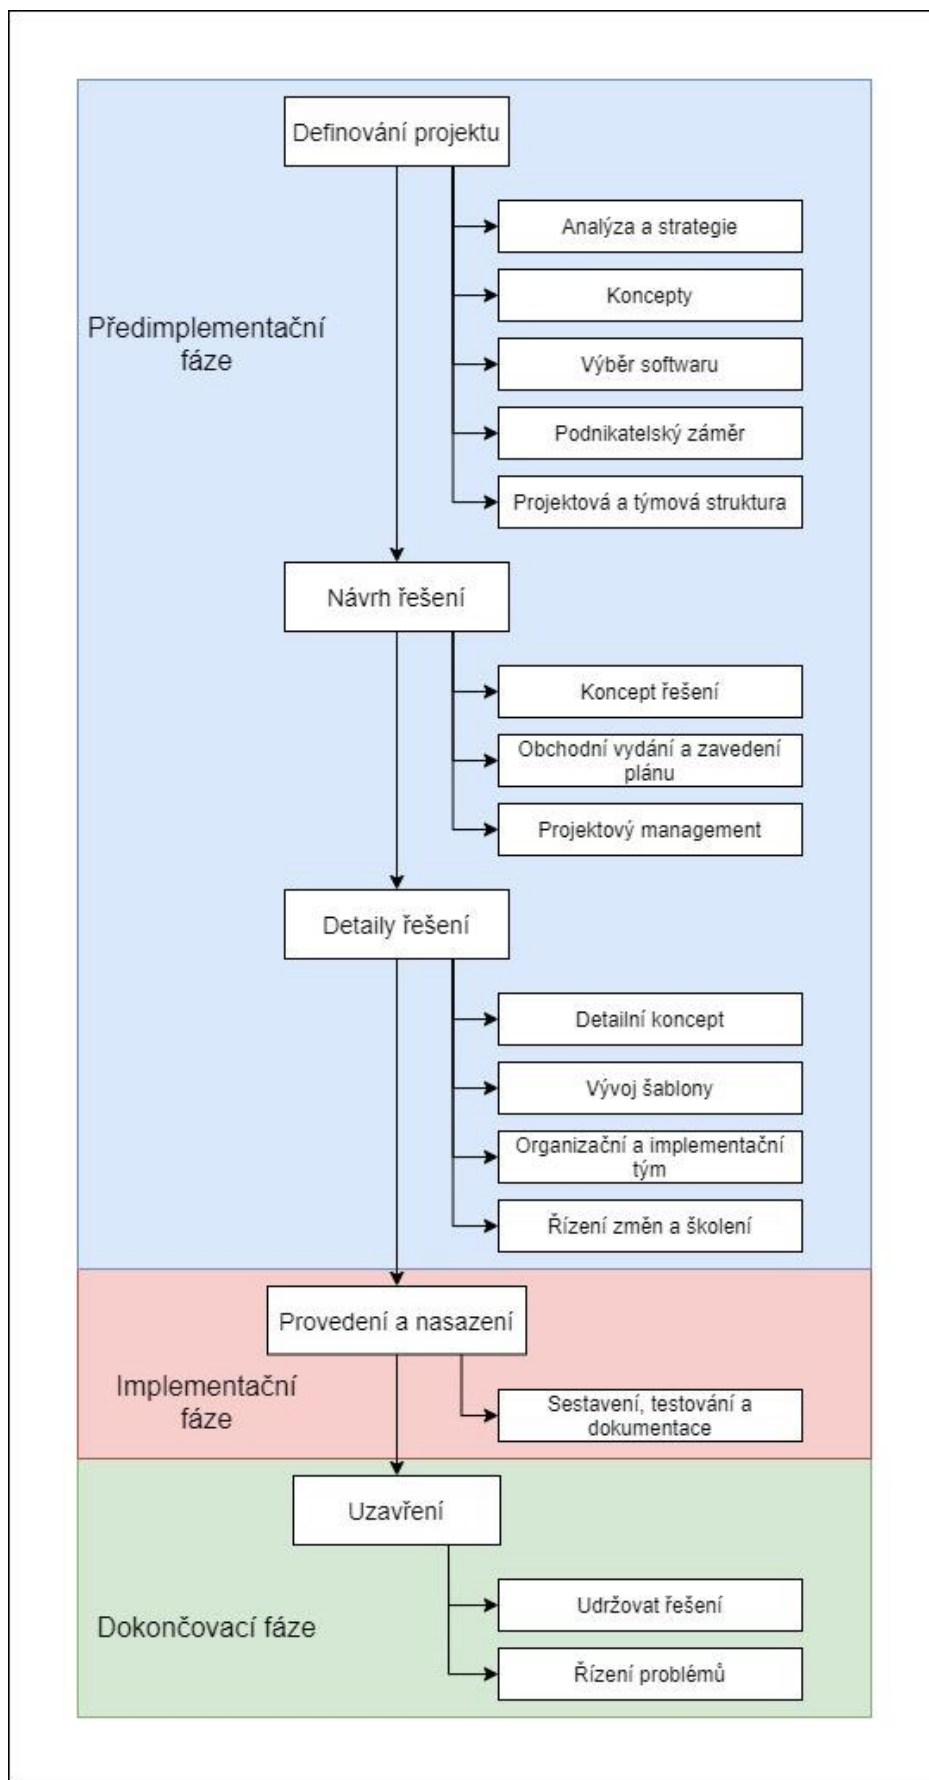 Definování projektu
Analýza a strategie
Koncepty
Předimplementační
fáze
Výběr softwaru
Podnikatelský záměr
Projektová a týmová struktura
Návrh řešení
Koncept řešení
Obchodní vydání a zavedení
plánu
Projektový management
Detaily řešení
Detailní koncept
Vývoj šablony
Organizační a implementační
tým
Řízení změn a školení
Provedení a nasazení
Implementační
fáze
Sestavení, testování a
dokumentace
Uzavření
Udržovat řešení
Dokončovací fáze
Řízení problémů